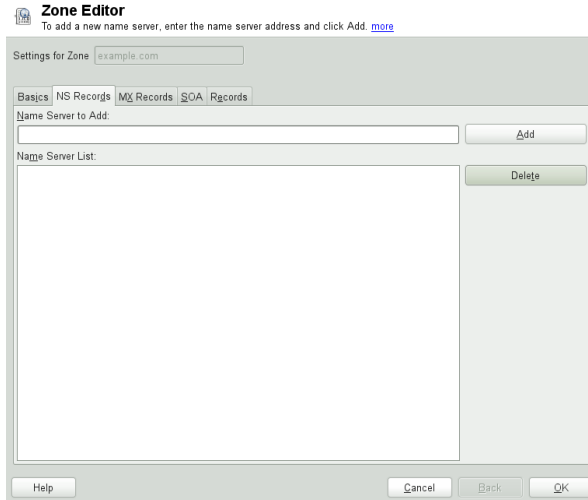 Zone Editor
To add a new name server, enter the name server address and click Add. more
Settings for Zone example.com
Basics NS Records MX Records SOA Records
Name Server to Add:
Add
Name Server List:
Delete
Help Cancel Back OK